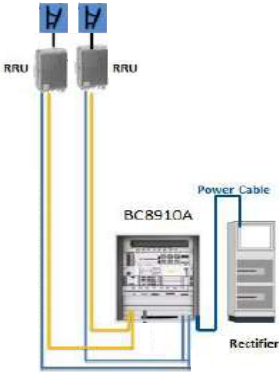 RRU
RRU
Power Cable
BC8910A
Rectifier